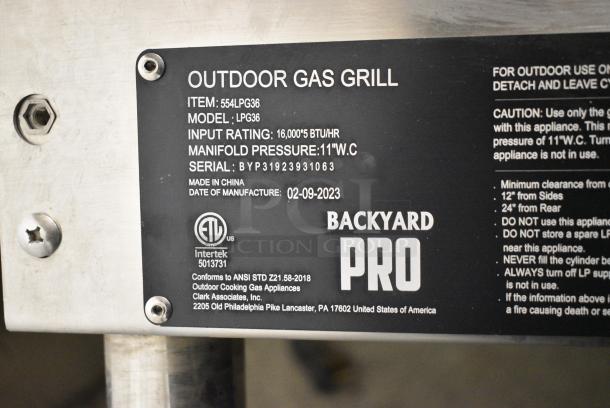 OUTDOOR GAS GRILL
ITEM: 554LPG36
MODEL: LPG36
INPUT RATING: 16,000*5 BTU/HR
MANIFOLD PRESSURE:11"W.C
SERIAL: BYP31923931063
MADE IN CHINA
DATE OF MANUFACTURE: 02-09-2023
ETL
US
Intertek
5013731
BACKYARD
PRO
Conforms to ANSI STD Z21.58-2018
Outdoor Cooking Gas Appliances
Clark Associates, Inc.
2205 Old Philadelphia Pike Lancaster, PA 17602 United States of America
FOR OUTDOOR USE
DETACH AND LEAVE
CAUTION: Use only the
with this appliance. This
pressure of 11"W.C. Turn
appliance is not in use.
. Minimum clearance from
. 12" from Sides
. 24" from Rear
. DO NOT use this appliance
. DO NOT store a spare LP
near this appliance.
. NEVER fill the cylinder
. ALWAYS turn off LP
is not in use.
. If the information above
a fire causing death or